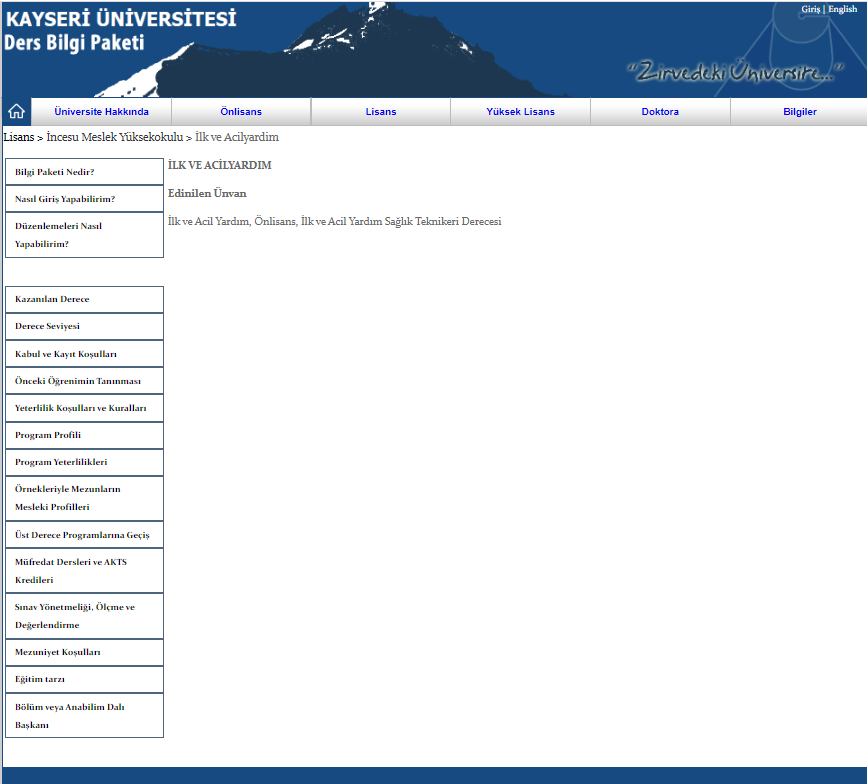 KAYSERİ ÜNİVERSİTESİ
Giriş | English
Ders Bilgi Paketi
"Zirvedeki Üniversite..."
Üniversite Hakkında
Önlisans
Lisans
Yüksek Lisans
Doktora
Bilgiler
Lisans > İncesu Meslek Yüksekokulu > İlk ve Acilyardim
Bilgi Paketi Nedir?
Nasıl Giriş Yapabilirim?
Düzenlemeleri Nasıl
Yapabilirim?
İLK VE ACİLYARDIM
Edinilen Ünvan
İlk ve Acil Yardım, Önlisans, İlk ve Acil Yardım Sağlık Teknikeri Derecesi
Kazanılan Derece
Derece Seviyesi
Kabul ve Kayıt Koşulları
Önceki Öğrenimin Tanınması
Yeterlilik Koşulları ve Kuralları
Program Profili
Program Yeterlilikleri
Örnekleriyle Mezunların
Mesleki Profilleri
Üst Derece Programlarına Geçiş
Müfredat Dersleri ve AKTS
Kredileri
Sınav Yönetmeliği, Ölçme ve
Değerlendirme
Mezuniyet Koşulları
Eğitim tarzı
Bölüm veya Anabilim Dalı
Başkanı